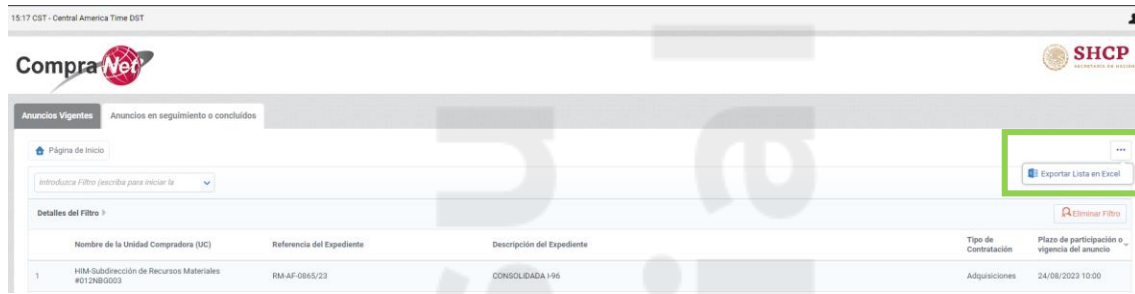 15:17 CST - Central America Time DST
CompraNet
SHCP
Anuncios Vigentes Anuncios en seguimiento o concluidos
Página de Inicio
...
Exportar Lista en Excel
Introduzca Filtro (escriba para iniciar la
Detalles del Filtro
Eliminar Filtro
Nombre de la Unidad Compradora (UC) Referencia del Expediente Descripción del Expediente Tipo de Contratación Plazo de participación o vigencia del anuncio
1 HIM-Subdirección de Recursos Materiales #012NBG003 RM-AF-0865/23 CONSOLIDADA I-96 Adquisiciones 24/08/2023 10:00